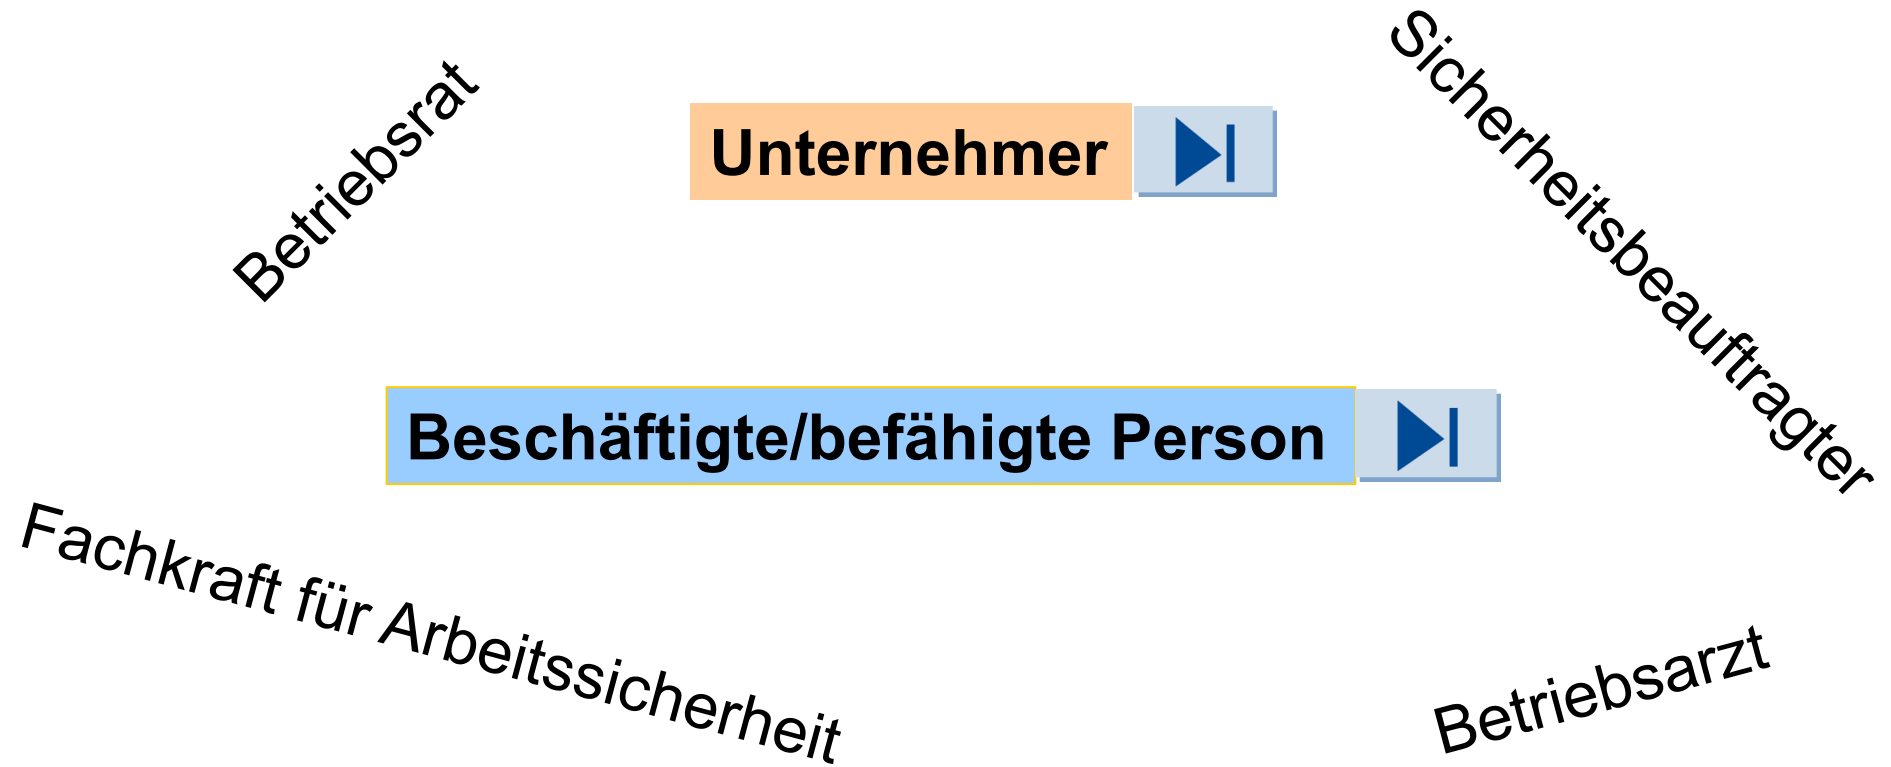 Betriebsrat
Unternehmer
Sicherheitsbeauftragter
Beschäftigte/befähigte Person
Fachkraft für Arbeitssicherheit
Betriebsarzt